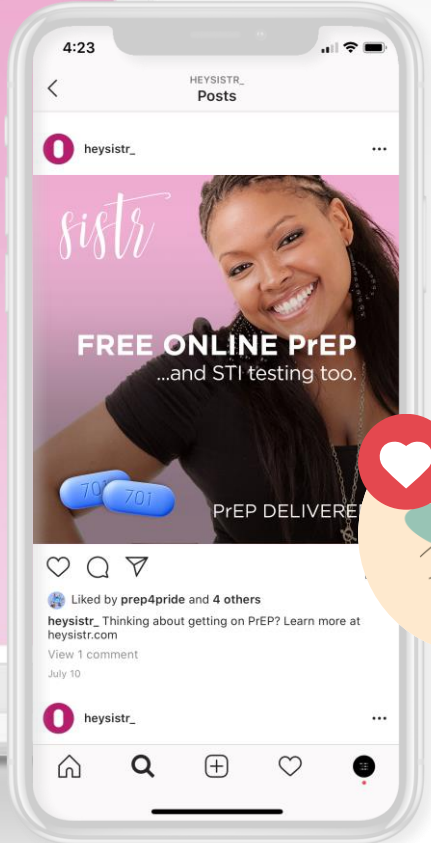 4:23
HEYSISTR_
Posts
heysistr_
sistr
FREE ONLINE PrEP
...and STI testing too.
701 701
PrEP DELIVERE
Liked by prep4pride and 4 others
heysistr_ Thinking about getting on PrEP? Learn more at
heysistr.com
View 1 comment
July 10
heysistr_